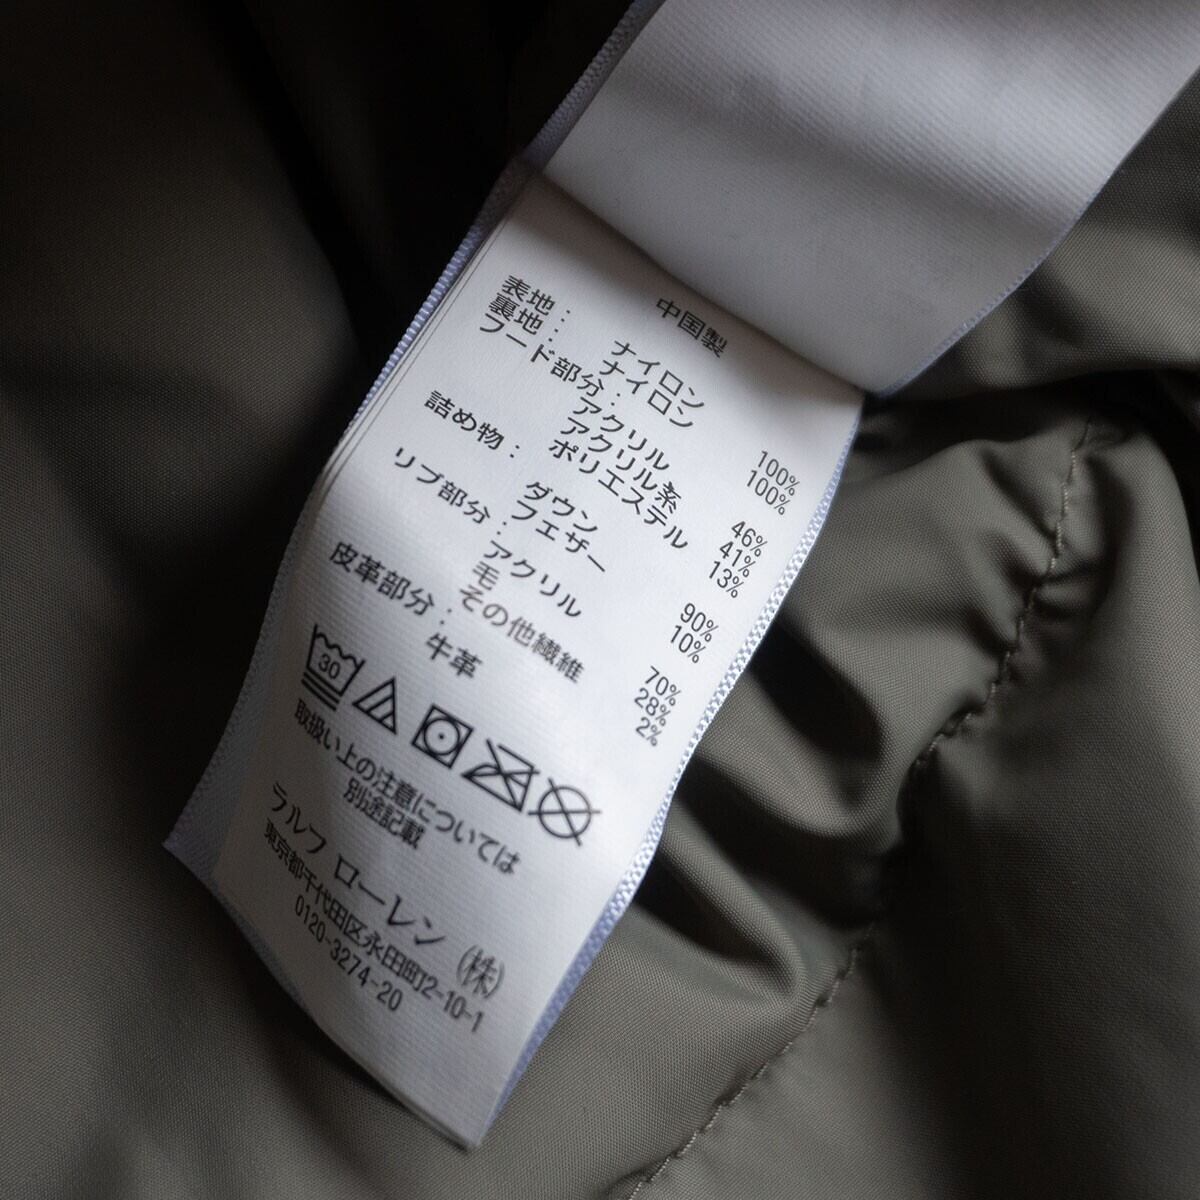 中国製
表地:
ナイロン 100%
裏地:
ナイロン 100%
フード部分:
アクリル 46%
アクリル系 41%
ポリエステル 13%
詰め物:
ダウン 90%
フェザー 10%
リブ部分:
アクリル 70%
毛 28%
その他繊維 2%
皮革部分:
牛革
30
取扱い上の注意については
別途記載
ラルフ ローレン (株)
東京都千代田区永田町2-10-1
0120-3274-20